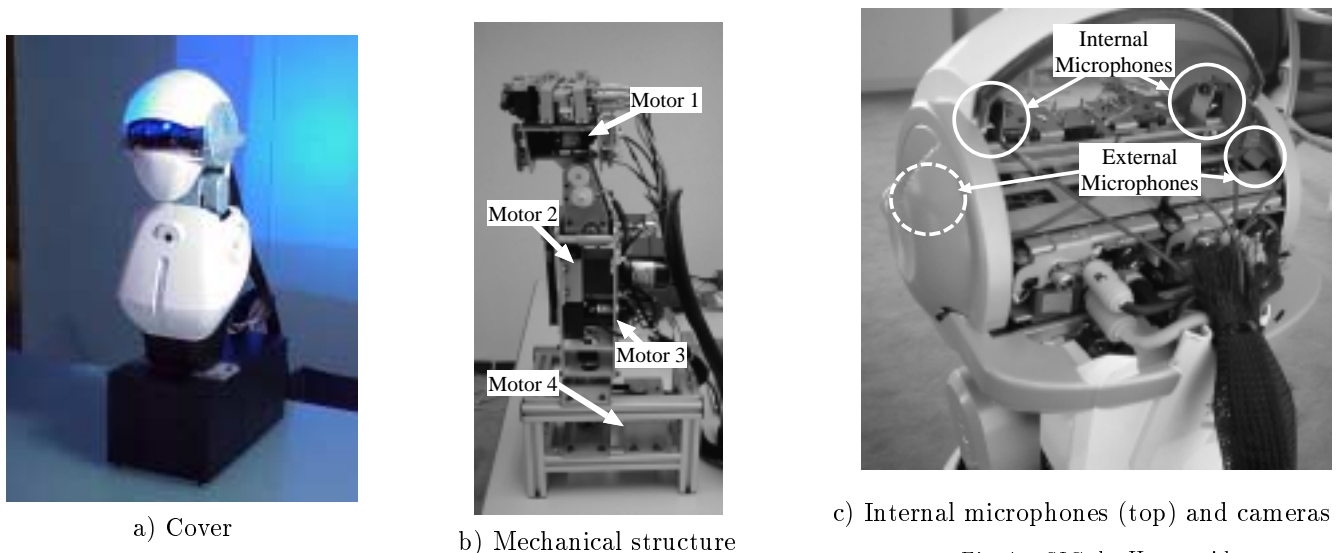 Motor 1
Motor 2
Motor 3
Motor 4
Internal
Microphones
External
Microphones
a) Cover
b) Mechanical structure
c) Internal microphones (top) and cameras